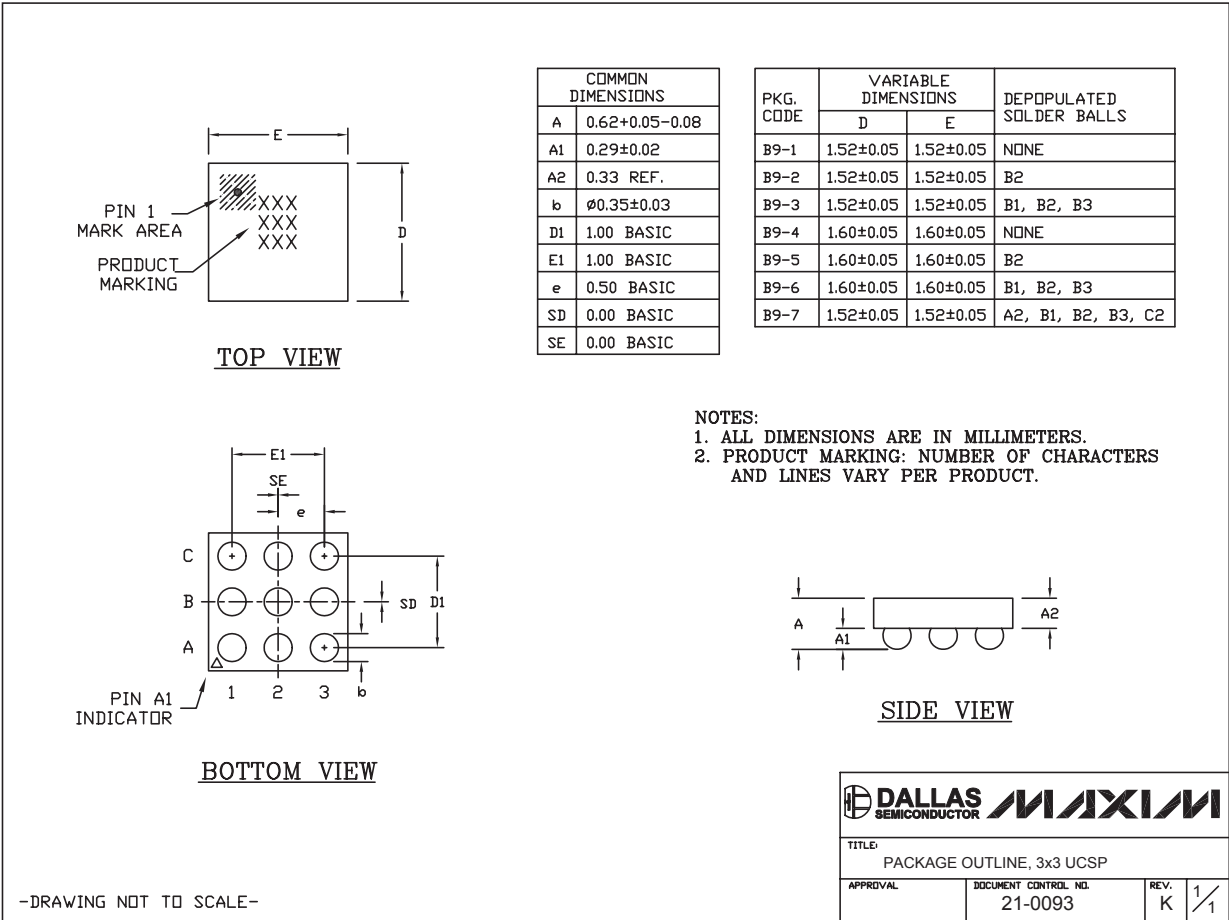 E
PIN 1
MARK AREA
XXX
XXX
XXX
D
PRODUCT
MARKING
TOP VIEW
COMMON
DIMENSIONS
A 0.62+0.05-0.08
A1 0.29±0.02
A2 0.33 REF.
b ø0.35±0.03
D1 1.00 BASIC
E1 1.00 BASIC
e 0.50 BASIC
SD 0.00 BASIC
SE 0.00 BASIC
PKG. CODE VARIABLE DIMENSIONS DEPOPULATED SOLDER BALLS
D E
B9-1 1.52±0.05 1.52±0.05 NONE
B9-2 1.52±0.05 1.52±0.05 B2
B9-3 1.52±0.05 1.52±0.05 B1, B2, B3
B9-4 1.60±0.05 1.60±0.05 NONE
B9-5 1.60±0.05 1.60±0.05 B2
B9-6 1.60±0.05 1.60±0.05 B1, B2, B3
B9-7 1.52±0.05 1.52±0.05 A2, B1, B2, B3, C2
NOTES:
1. ALL DIMENSIONS ARE IN MILLIMETERS.
2. PRODUCT MARKING: NUMBER OF CHARACTERS
AND LINES VARY PER PRODUCT.
E1
SE
e
C
B SD D1
A
1 2 3 b
PIN A1
INDICATOR
BOTTOM VIEW
A A1 A2
SIDE VIEW
DALLAS SEMICONDUCTOR MAXIM
TITLE:
PACKAGE OUTLINE, 3x3 UCSP
APPROVAL DOCUMENT CONTROL NO. REV.
21-0093 K 1/1
-DRAWING NOT TO SCALE-